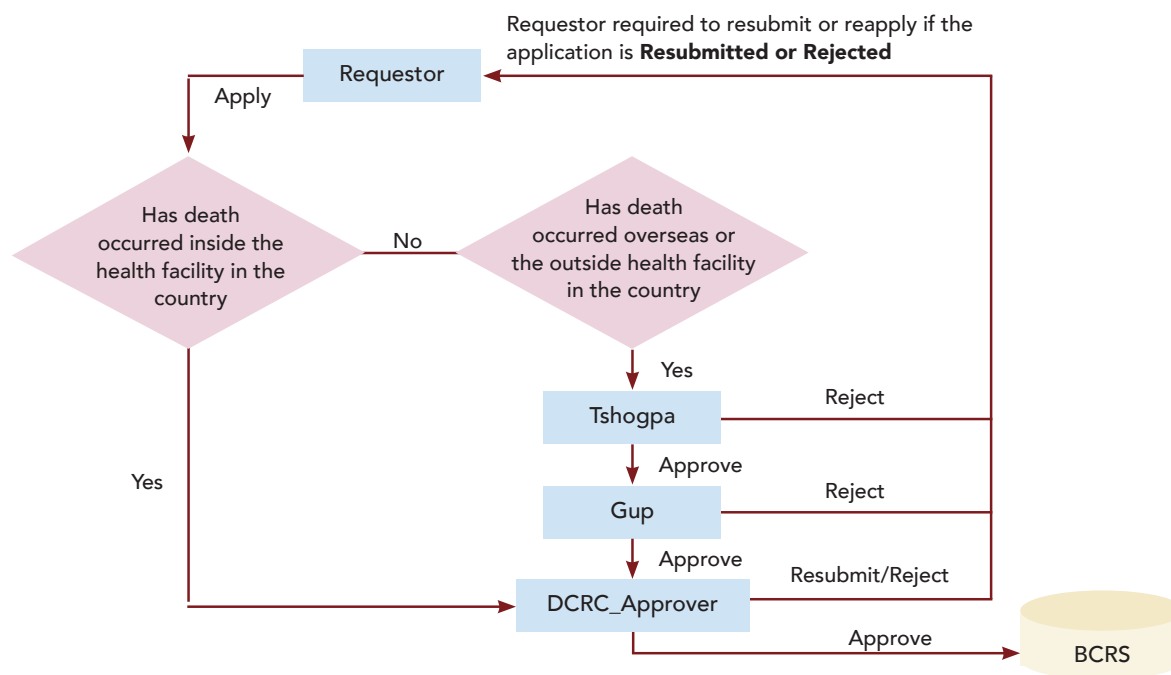 Requestor required to resubmit or reapply if the
application is Resubmitted or Rejected
Requestor
Apply
Has death
occurred inside the
health facility in the
country
No
Has death
occurred overseas or
the outside health facility
in the country
Yes
Tshogpa
Reject
Approve
Yes
Gup
Reject
Approve
Resubmit/Reject
DCRC_Approver
Approve
BCRS